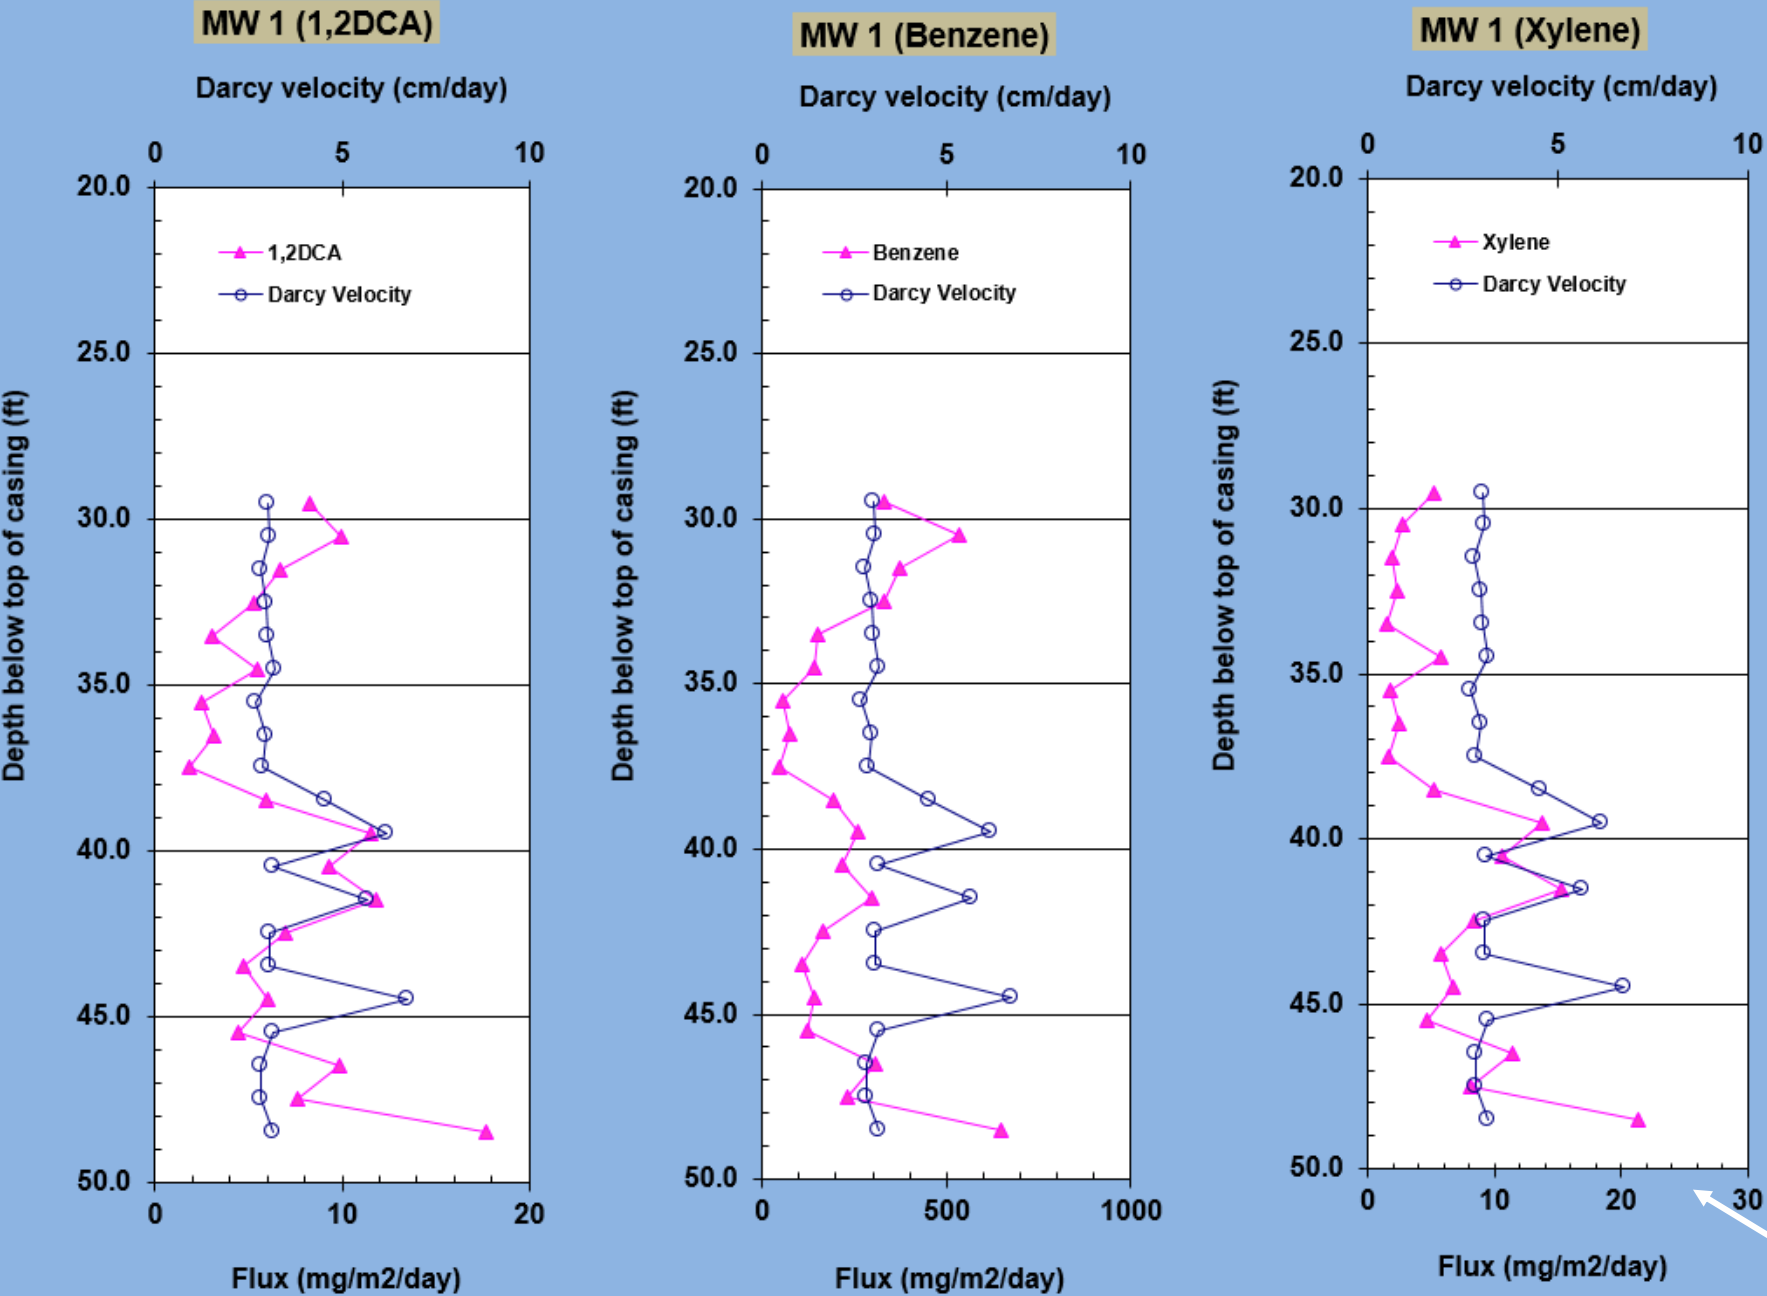 MW 1 (1,2DCA)
Darcy velocity (cm/day)
0 5 10
20.0
1,2DCA
Darcy Velocity
25.0
30.0
35.0
40.0
45.0
50.0
Depth below top of casing (ft)
0 10 20
Flux (mg/m2/day)
MW 1 (Benzene)
Darcy velocity (cm/day)
0 5 10
20.0
Benzene
Darcy Velocity
25.0
30.0
35.0
40.0
45.0
50.0
Depth below top of casing (ft)
0 500 1000
Flux (mg/m2/day)
MW 1 (Xylene)
Darcy velocity (cm/day)
0 5 10
20.0
Xylene
Darcy Velocity
25.0
30.0
35.0
40.0
45.0
50.0
Depth below top of casing (ft)
0 10 20 30
Flux (mg/m2/day)